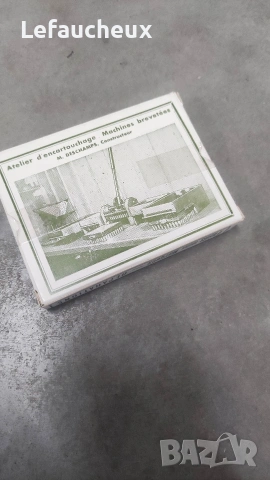 Lefaucheux
Atelier d'encartouchage Machines brevetées
M. DESCHAMPS, Constructeur
BAZAR